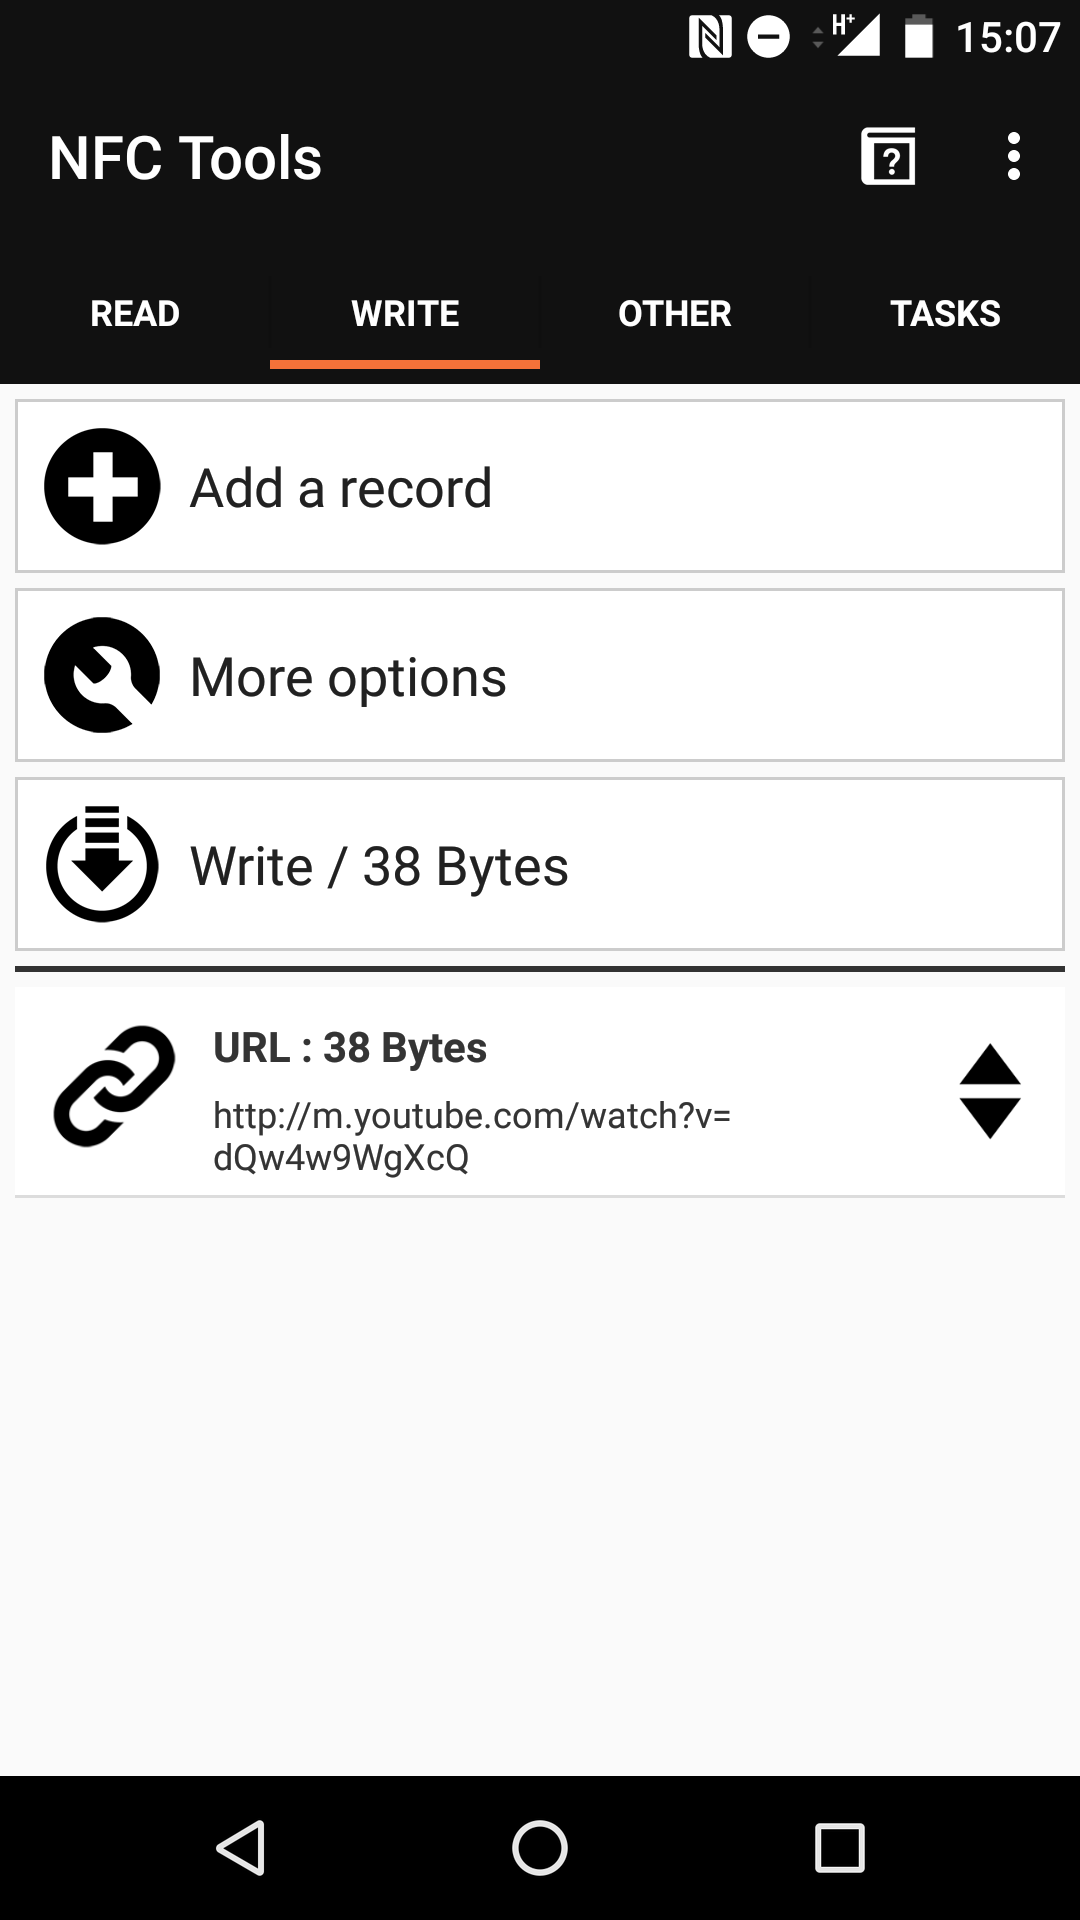 H+ 15:07
NFC Tools
?
READ WRITE OTHER TASKS
Add a record
More options
Write / 38 Bytes
URL : 38 Bytes
http://m.youtube.com/watch?v=
dQw4w9WgXcQ